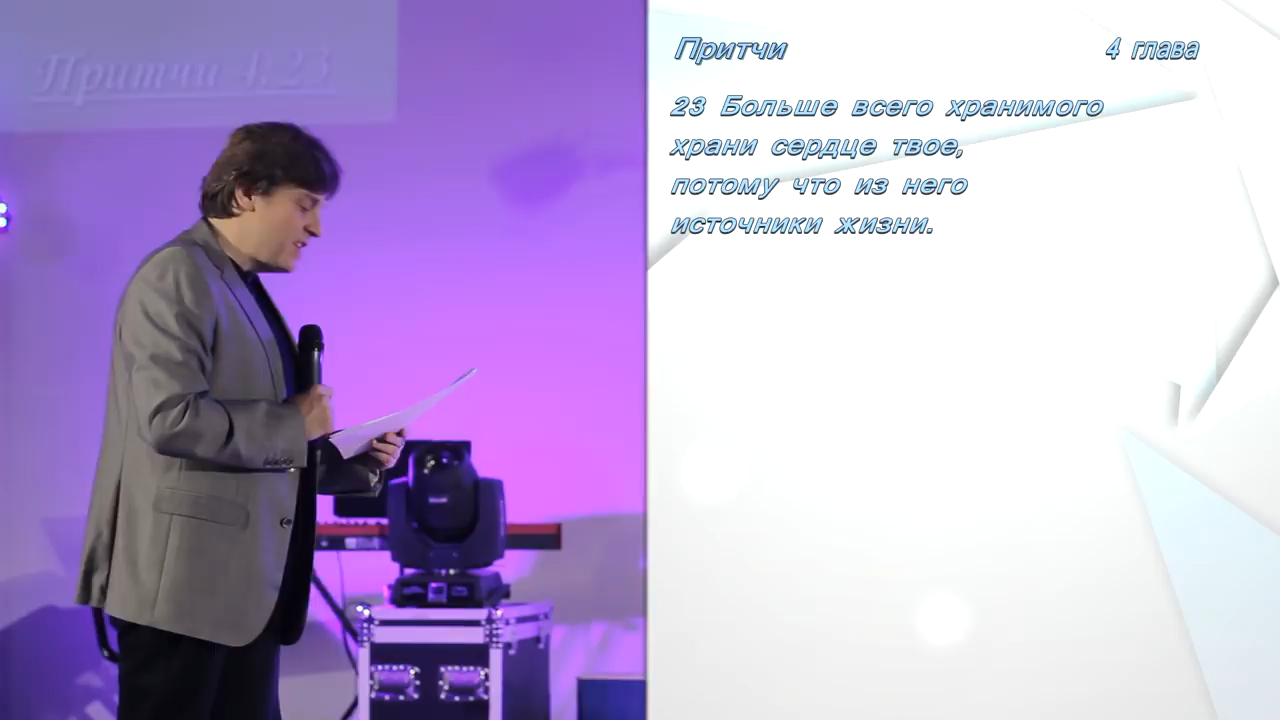 Притчи 4:23
Притчи 4 глава
23 Больше всего хранимого
храни сердце твое,
потому что из него
источники жизни.